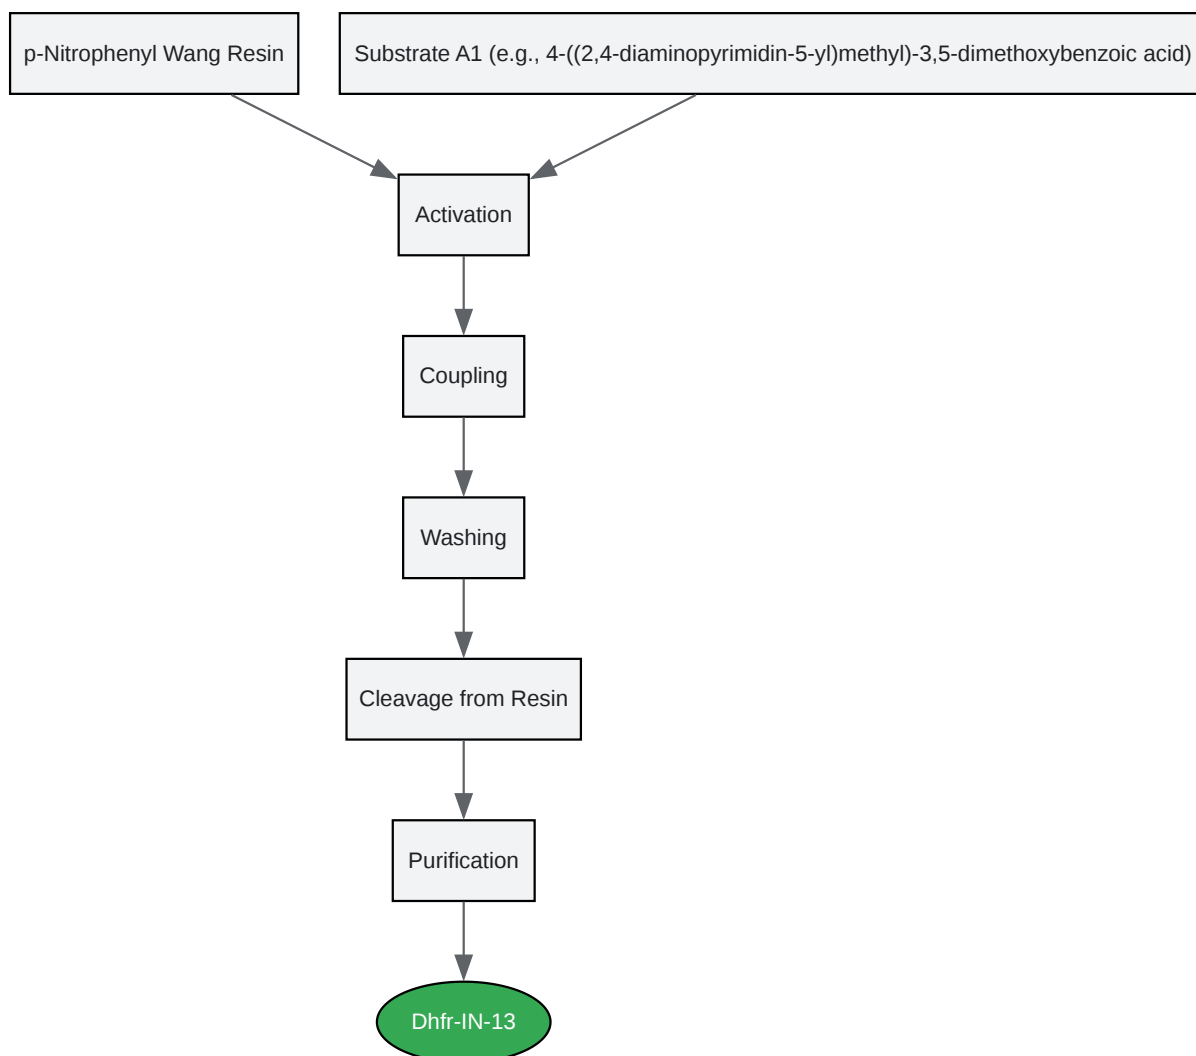 p-Nitrophenyl Wang Resin
Substrate A1 (e.g., 4-((2,4-diaminopyrimidin-5-yl)methyl)-3,5-dimethoxybenzoic acid)
Activation
Coupling
Washing
Cleavage from Resin
Purification
Dhfr-IN-13